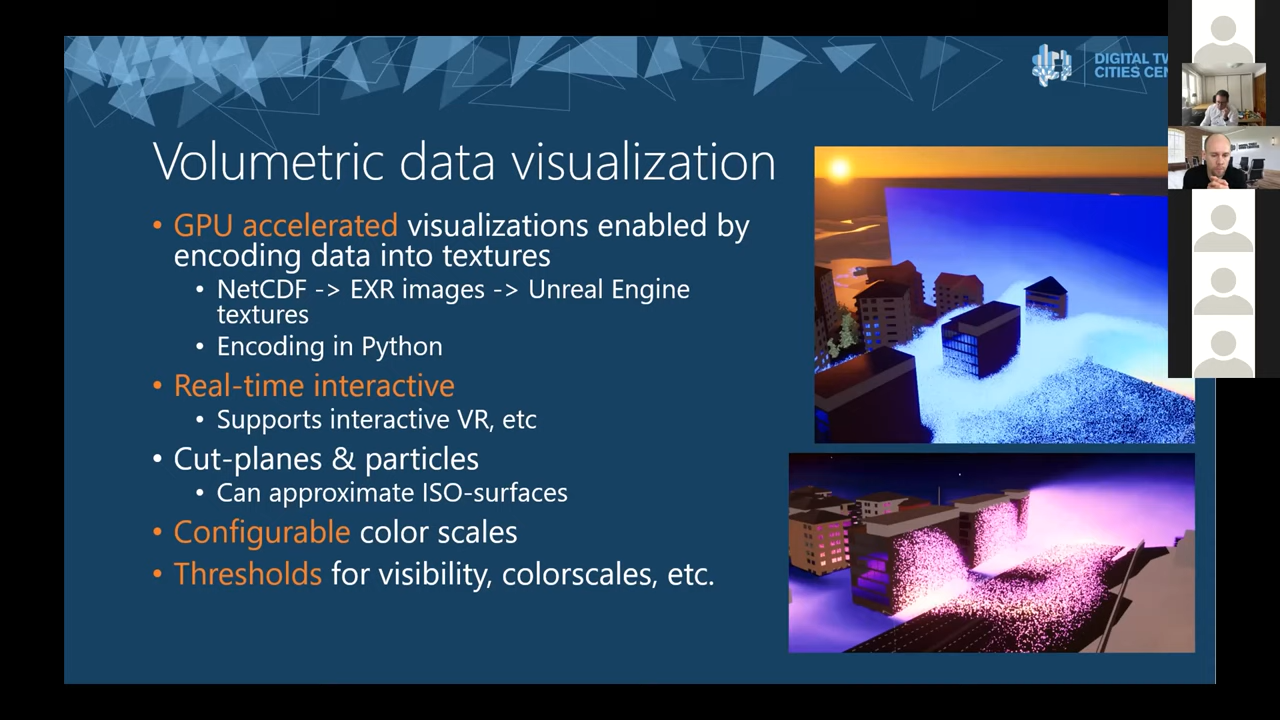 DIGITAL
CITIES
Volumetric data visualization
• GPU accelerated visualizations enabled by
encoding data into textures
• NetCDF -> EXR images -> Unreal Engine
textures
• Encoding in Python
• Real-time interactive
• Supports interactive VR, etc
• Cut-planes & particles
• Can approximate ISO-surfaces
• Configurable color scales
• Thresholds for visibility, colorscales, etc.